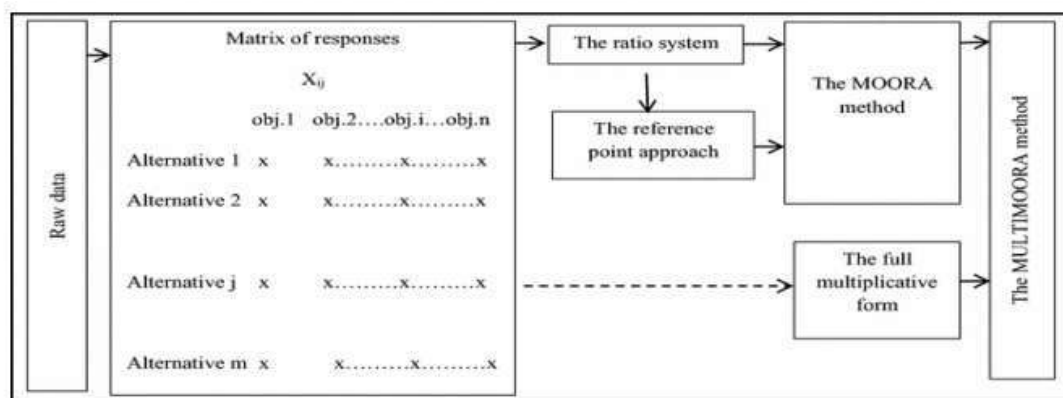 Raw data
Matrix of responses
Xij
obj.1 obj.2....obj.i...obj.n
Alternative 1 x x.........x.........x
Alternative 2 x x.........x.........x
Alternative j x x.........x.........x
Alternative m x x.........x.........x
The ratio system
The reference
point approach
The MOORA
method
The full
multiplicative
form
The MULTIMOORA method